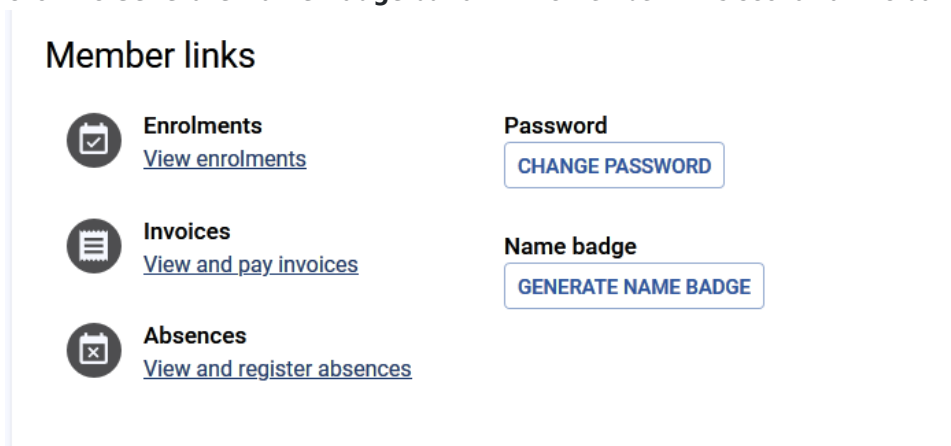 Member links
Enrolments
View enrolments
Invoices
View and pay invoices
Absences
View and register absences
Password
CHANGE PASSWORD
Name badge
GENERATE NAME BADGE